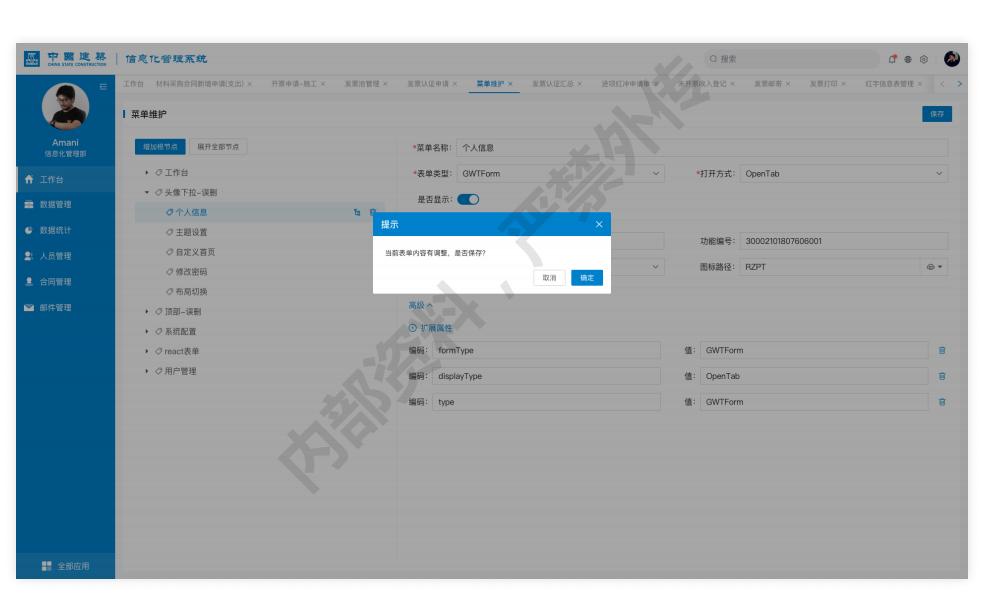 中國建築 信息化管理系统 搜索
CHINA STATE CONSTRUCTION
工作台 材料采购合同新增申请(支出) × 开票申请-施工 × 发票池管理 × 发票认证申请 × 菜单维护 × 发票认证汇总 × 进项红冲申请单 × 未开票收入登记 × 发票邮寄 × 发票打印 × 红字信息表管理 ×
菜单维护 保存
Amani
信息化管理部
工作台
数据管理
数据统计
人员管理
合同管理
邮件管理
全部应用
增加根节点 展开全部节点
工作台
头像下拉-误删
个人信息
主题设置
自定义首页
修改密码
布局切换
顶部-误删
系统配置
react表单
用户管理
*菜单名称: 个人信息
*表单类型: GWTForm *打开方式: OpenTab
是否显示:
功能编号: 30002101807606001
图标路径: RZPT
提示
当前表单内容有调整，是否保存?
取消 确定
高级
扩展属性
编码: formType 值: GWTForm
编码: displayType 值: OpenTab
编码: type 值: GWTForm
内部资料，严禁外传